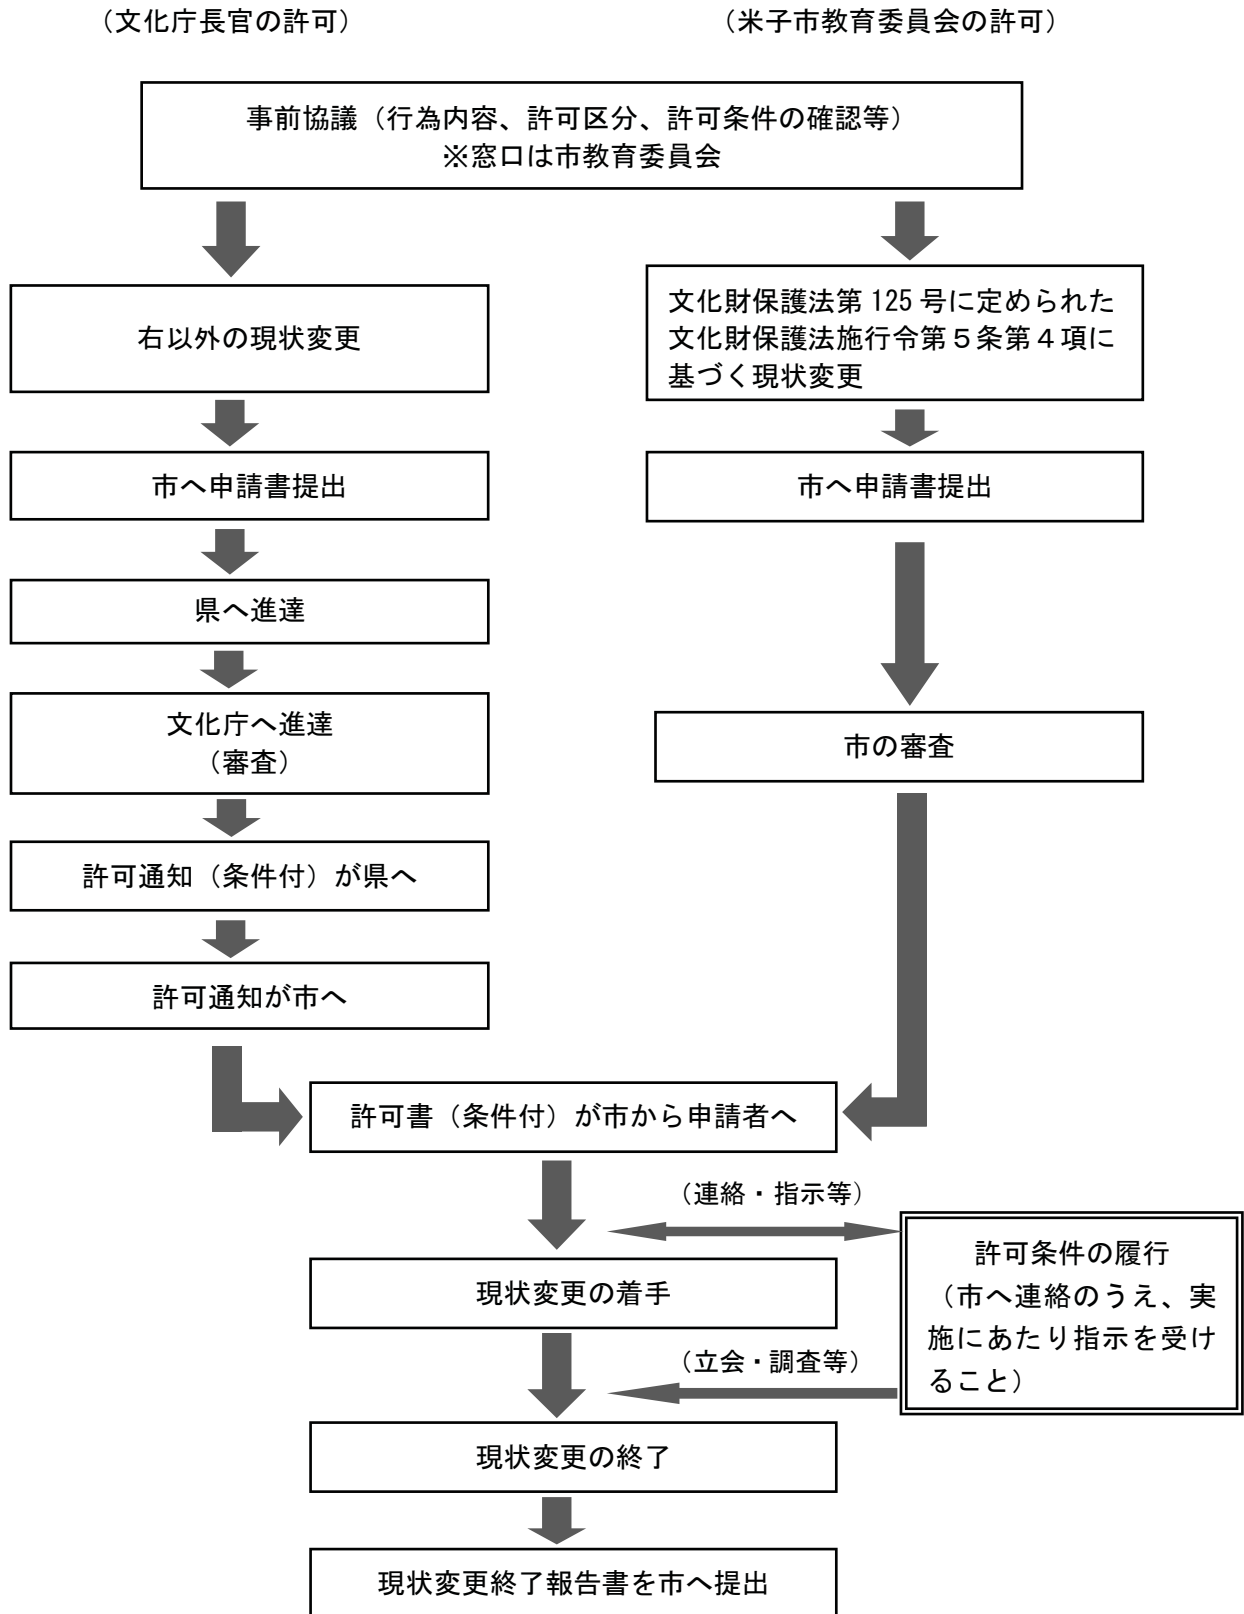 （文化庁長官の許可）
（米子市教育委員会の許可）
事前協議（行為内容、許可区分、許可条件の確認等）
※窓口は市教育委員会
右以外の現状変更
市へ申請書提出
県へ進達
文化庁へ進達
（審査）
許可通知（条件付）が県へ
許可通知が市へ
文化財保護法第 125 号に定められた
文化財保護法施行令第５条第４項に
基づく現状変更
市へ申請書提出
市の審査
許可書（条件付）が市から申請者へ
（連絡・指示等）
現状変更の着手
許可条件の履行
（市へ連絡のうえ、実
施にあたり指示を受け
ること）
（立会・調査等）
現状変更の終了
現状変更終了報告書を市へ提出